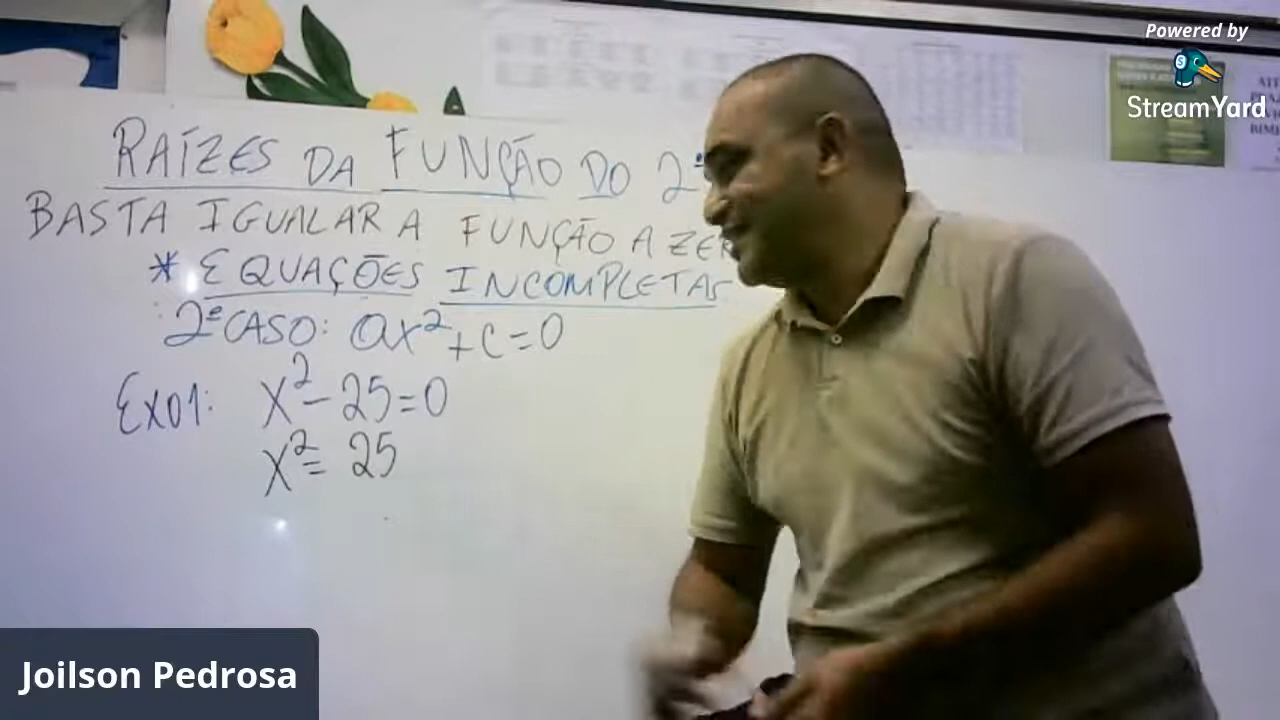 Powered by
StreamYard
RAÍZES DA FUNÇÃO DO 2º
BASTA IGUALAR A FUNÇÃO A ZER
* EQUAÇÕES INCOMPLETAS
2º CASO: ax² + c = 0
Ex01: x² - 25 = 0
x² = 25
Joilson Pedrosa